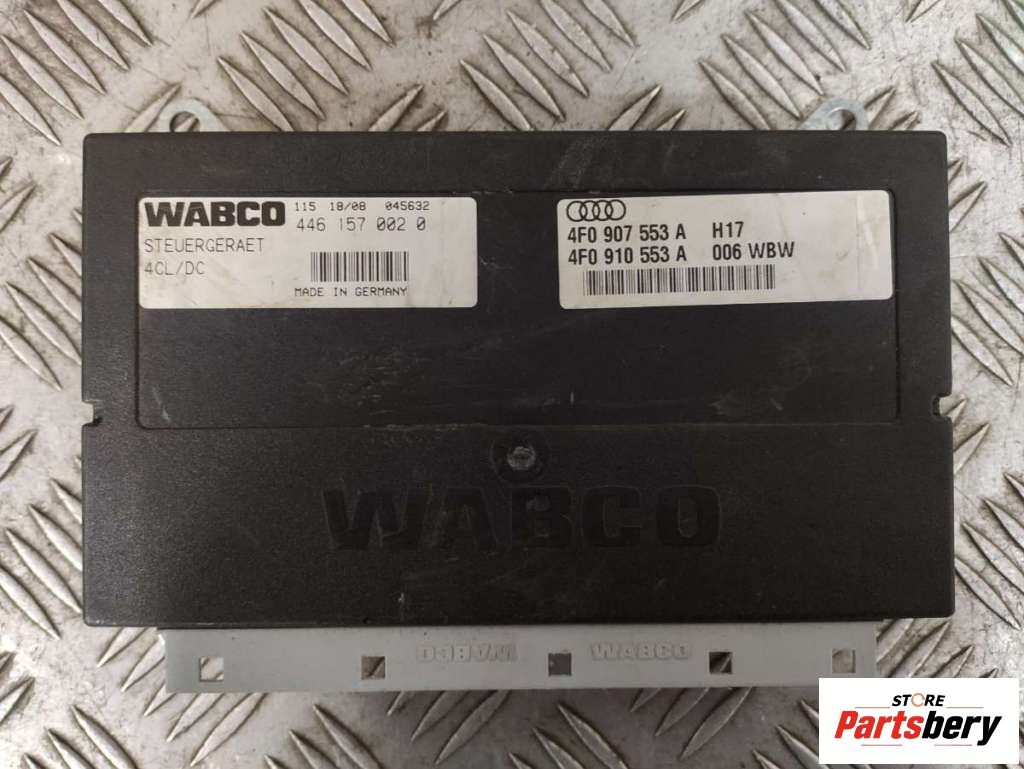 WABCO 115 18/08 045632
446 157 002 0
STEUERGERAET
4CL/DC
MADE IN GERMANY
4F0 907 553 A H17
4F0 910 553 A 006 WBW
WABCO
WABCO WABCO
STORE
Partsbery